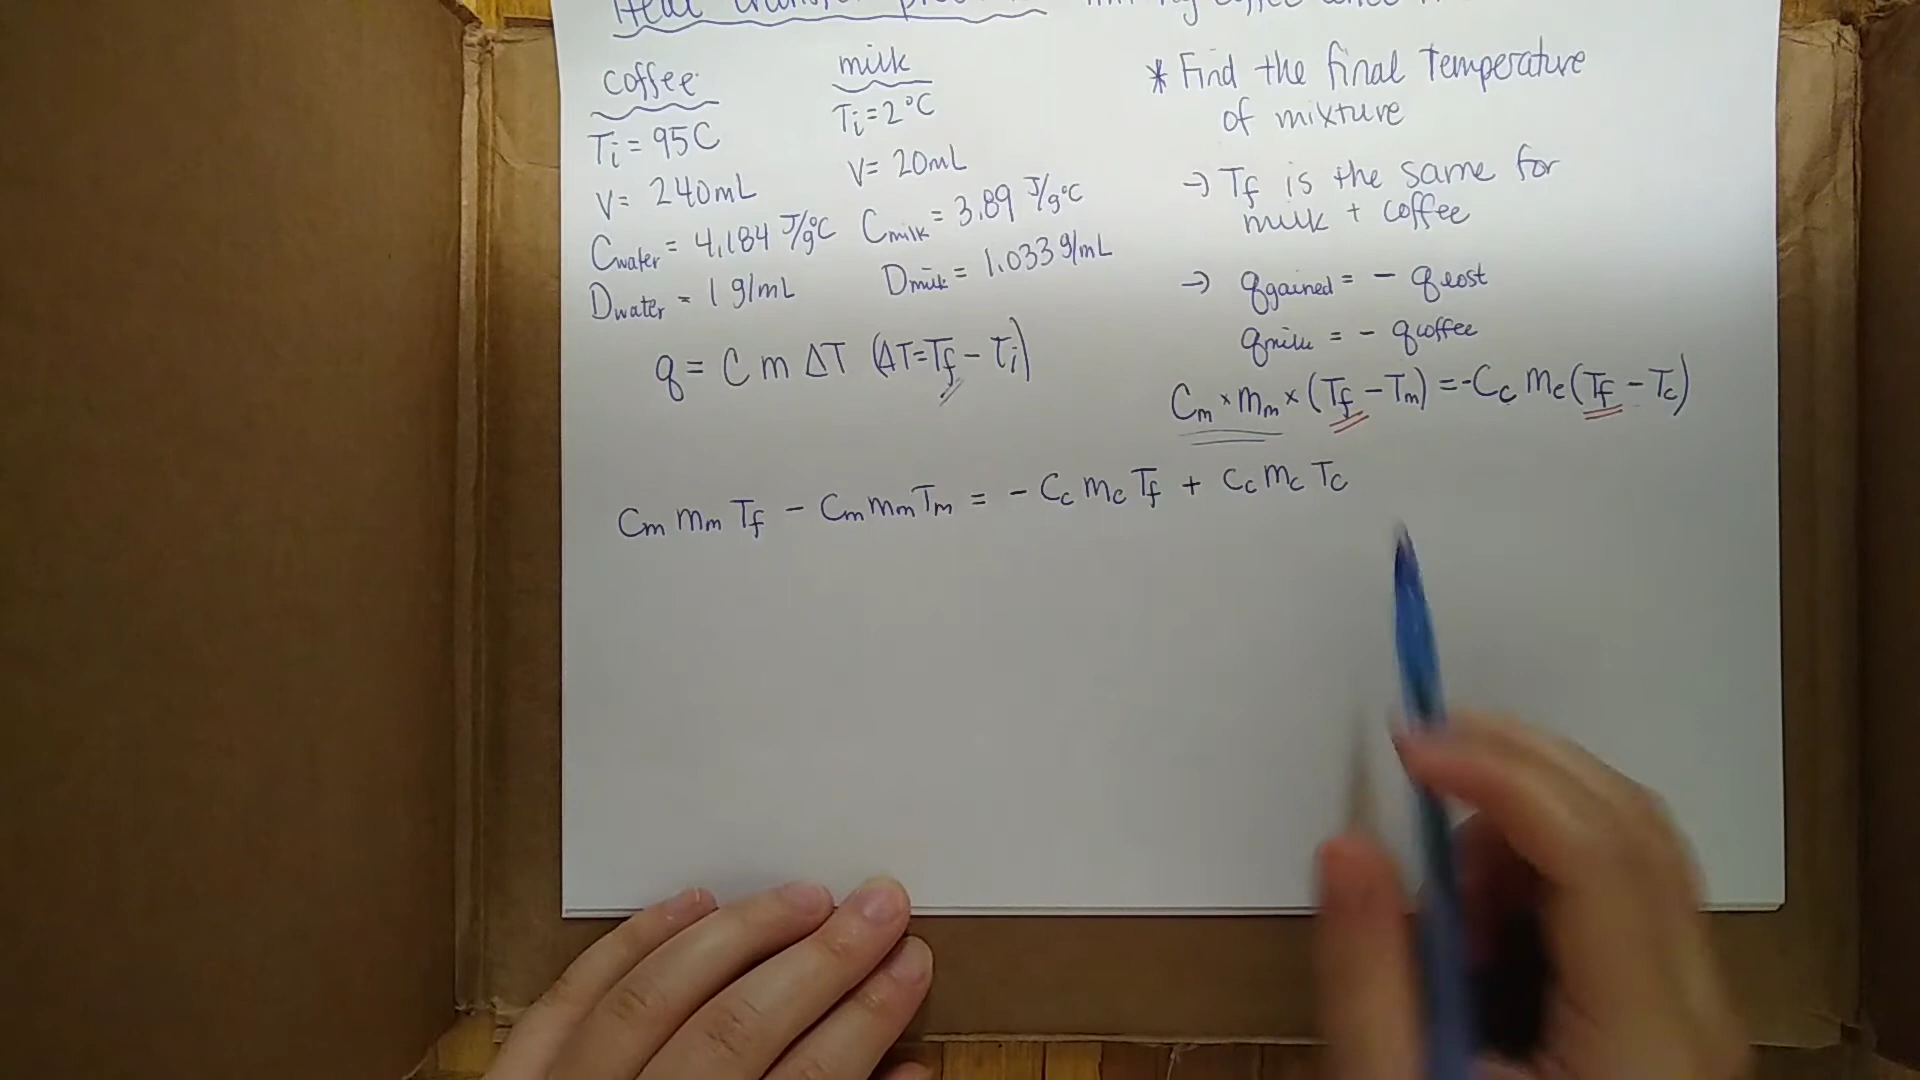 Heat transfer
coffee
Ti = 95C
V = 240mL
Cwater = 4.184 J/g°C
Dwater = 1 g/mL
milk
Ti = 2°C
V = 20mL
Cmilk = 3.89 J/g°C
Dmilk = 1.033 g/mL
q = C m ΔT (ΔT = Tf - Ti)
* Find the final temperature
of mixture
→ Tf is the same for
milk + coffee
→ qgained = - qlost
qmilk = - qcoffee
Cm × mm × (Tf - Tm) = -Cc mc (Tf - Tc)
Cm mm Tf - Cm mm Tm = - Cc mc Tf + Cc mc Tc